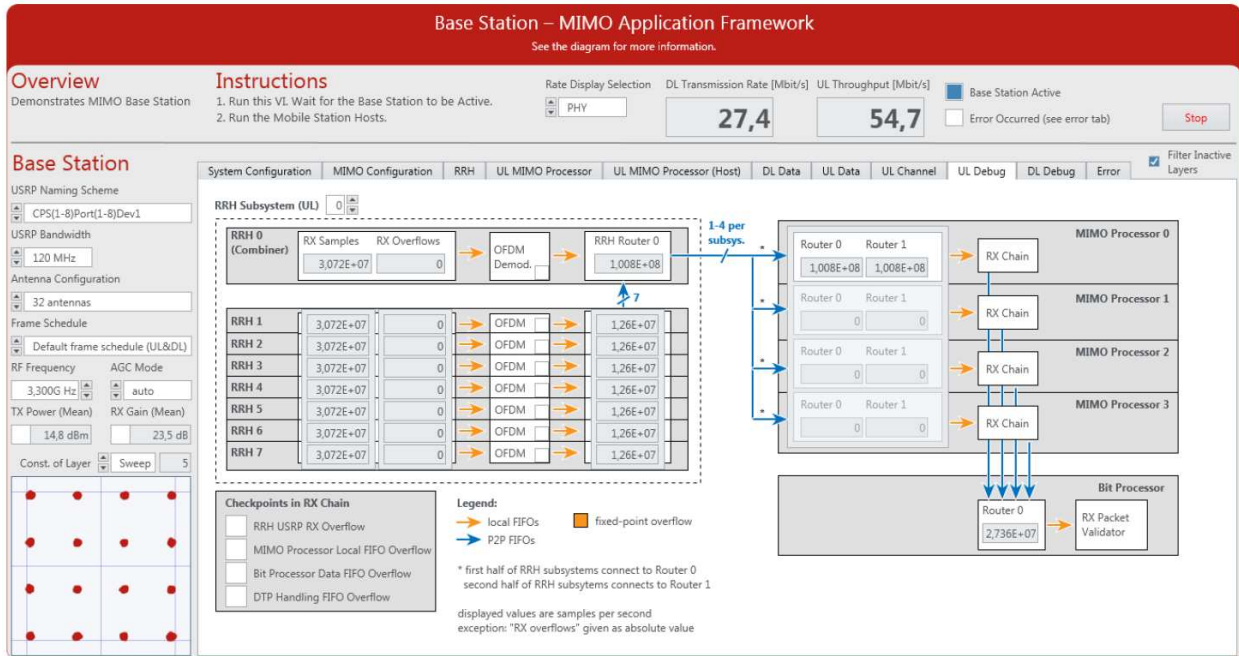 Base Station – MIMO Application Framework
See the diagram for more information.
Overview
Demonstrates MIMO Base Station
Instructions
1. Run this VI. Wait for the Base Station to be Active.
2. Run the Mobile Station Hosts.
Rate Display Selection
PHY
DL Transmission Rate [Mbit/s]
27,4
UL Throughput [Mbit/s]
54,7
Base Station Active
Error Occurred (see error tab)
Stop
Base Station
USRP Naming Scheme
CPS(1-8)Port(1-8)Dev1
USRP Bandwidth
120 MHz
Antenna Configuration
32 antennas
Frame Schedule
Default frame schedule (UL&DL)
RF Frequency AGC Mode
3,300G Hz auto
TX Power (Mean) RX Gain (Mean)
14,8 dBm 23,5 dB
Const. of Layer Sweep 5
System Configuration MIMO Configuration RRH UL MIMO Processor UL MIMO Processor (Host) DL Data UL Data UL Channel UL Debug DL Debug Error
Filter Inactive
Layers
RRH Subsystem (UL) 0
RRH 0
(Combiner)
RX Samples RX Overflows
3,072E+07 0
OFDM
Demod.
RRH Router 0
1,008E+08
7
RRH 1 3,072E+07 0 OFDM 1,26E+07
RRH 2 3,072E+07 0 OFDM 1,26E+07
RRH 3 3,072E+07 0 OFDM 1,26E+07
RRH 4 3,072E+07 0 OFDM 1,26E+07
RRH 5 3,072E+07 0 OFDM 1,26E+07
RRH 6 3,072E+07 0 OFDM 1,26E+07
RRH 7 3,072E+07 0 OFDM 1,26E+07
1-4 per
subsys.
*
*
*
*
MIMO Processor 0
Router 0 Router 1
1,008E+08 1,008E+08
RX Chain
MIMO Processor 1
Router 0 Router 1
0 0
RX Chain
MIMO Processor 2
Router 0 Router 1
0 0
RX Chain
MIMO Processor 3
Router 0 Router 1
0 0
RX Chain
Bit Processor
Router 0
2,736E+07
RX Packet
Validator
Checkpoints in RX Chain
RRH USRP RX Overflow
MIMO Processor Local FIFO Overflow
Bit Processor Data FIFO Overflow
DTP Handling FIFO Overflow
Legend:
local FIFOs fixed-point overflow
P2P FIFOs
* first half of RRH subsystems connect to Router 0
second half of RRH subsytems connects to Router 1
displayed values are samples per second
exception: "RX overflows" given as absolute value